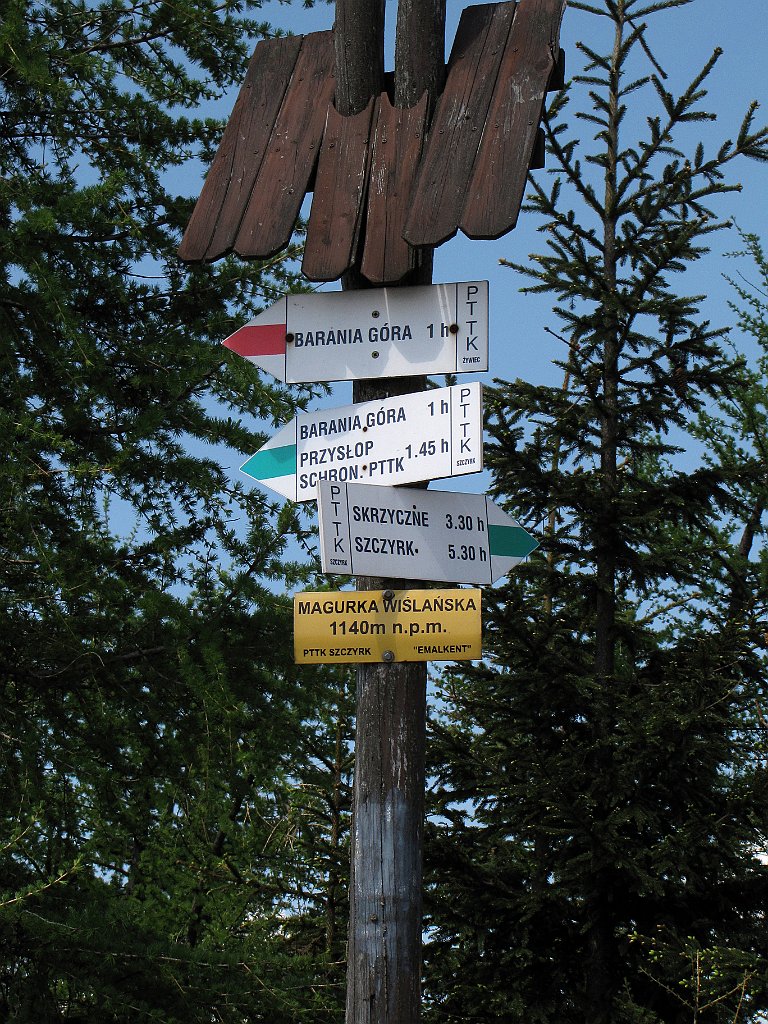 BARANIA GÓRA 1 h
PTTK
ŻYWIEC
BARANIA GÓRA 1 h
PRZYSŁOP 1.45 h
SCHRON. PTTK
PTTK
SZCZYRK
PTTK
SZCZYRK
SKRZYCZNE 3.30 h
SZCZYRK 5.30 h
MAGURKA WIŚLAŃSKA
1140m n.p.m.
PTTK SZCZYRK "EMALKENT"